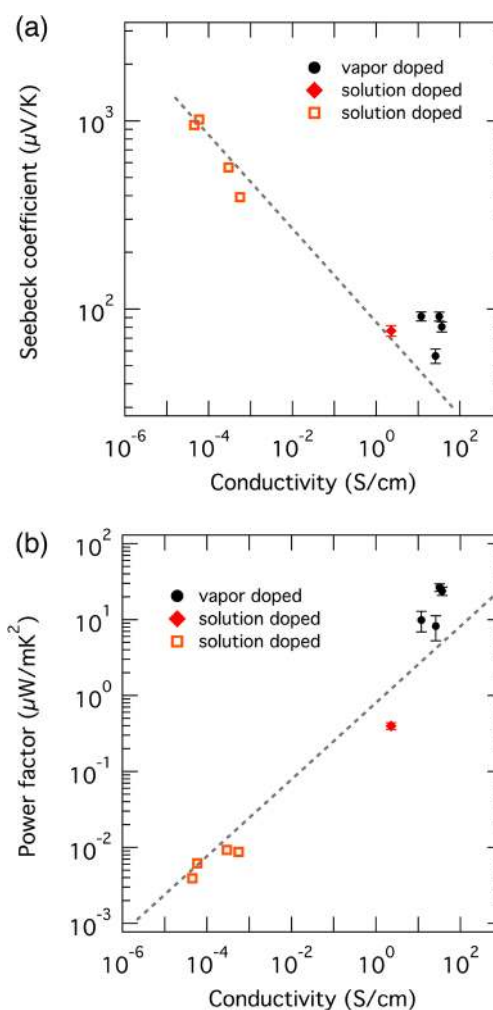 (a)
vapor doped
solution doped
solution doped
10³
10²
Seebeck coefficient (µV/K)
10⁻⁶ 10⁻⁴ 10⁻² 10⁰ 10²
Conductivity (S/cm)
(b)
10²
vapor doped
solution doped
solution doped
10¹
10⁰
10⁻¹
10⁻²
10⁻³
Power factor (µW/mK²)
10⁻⁶ 10⁻⁴ 10⁻² 10⁰ 10²
Conductivity (S/cm)